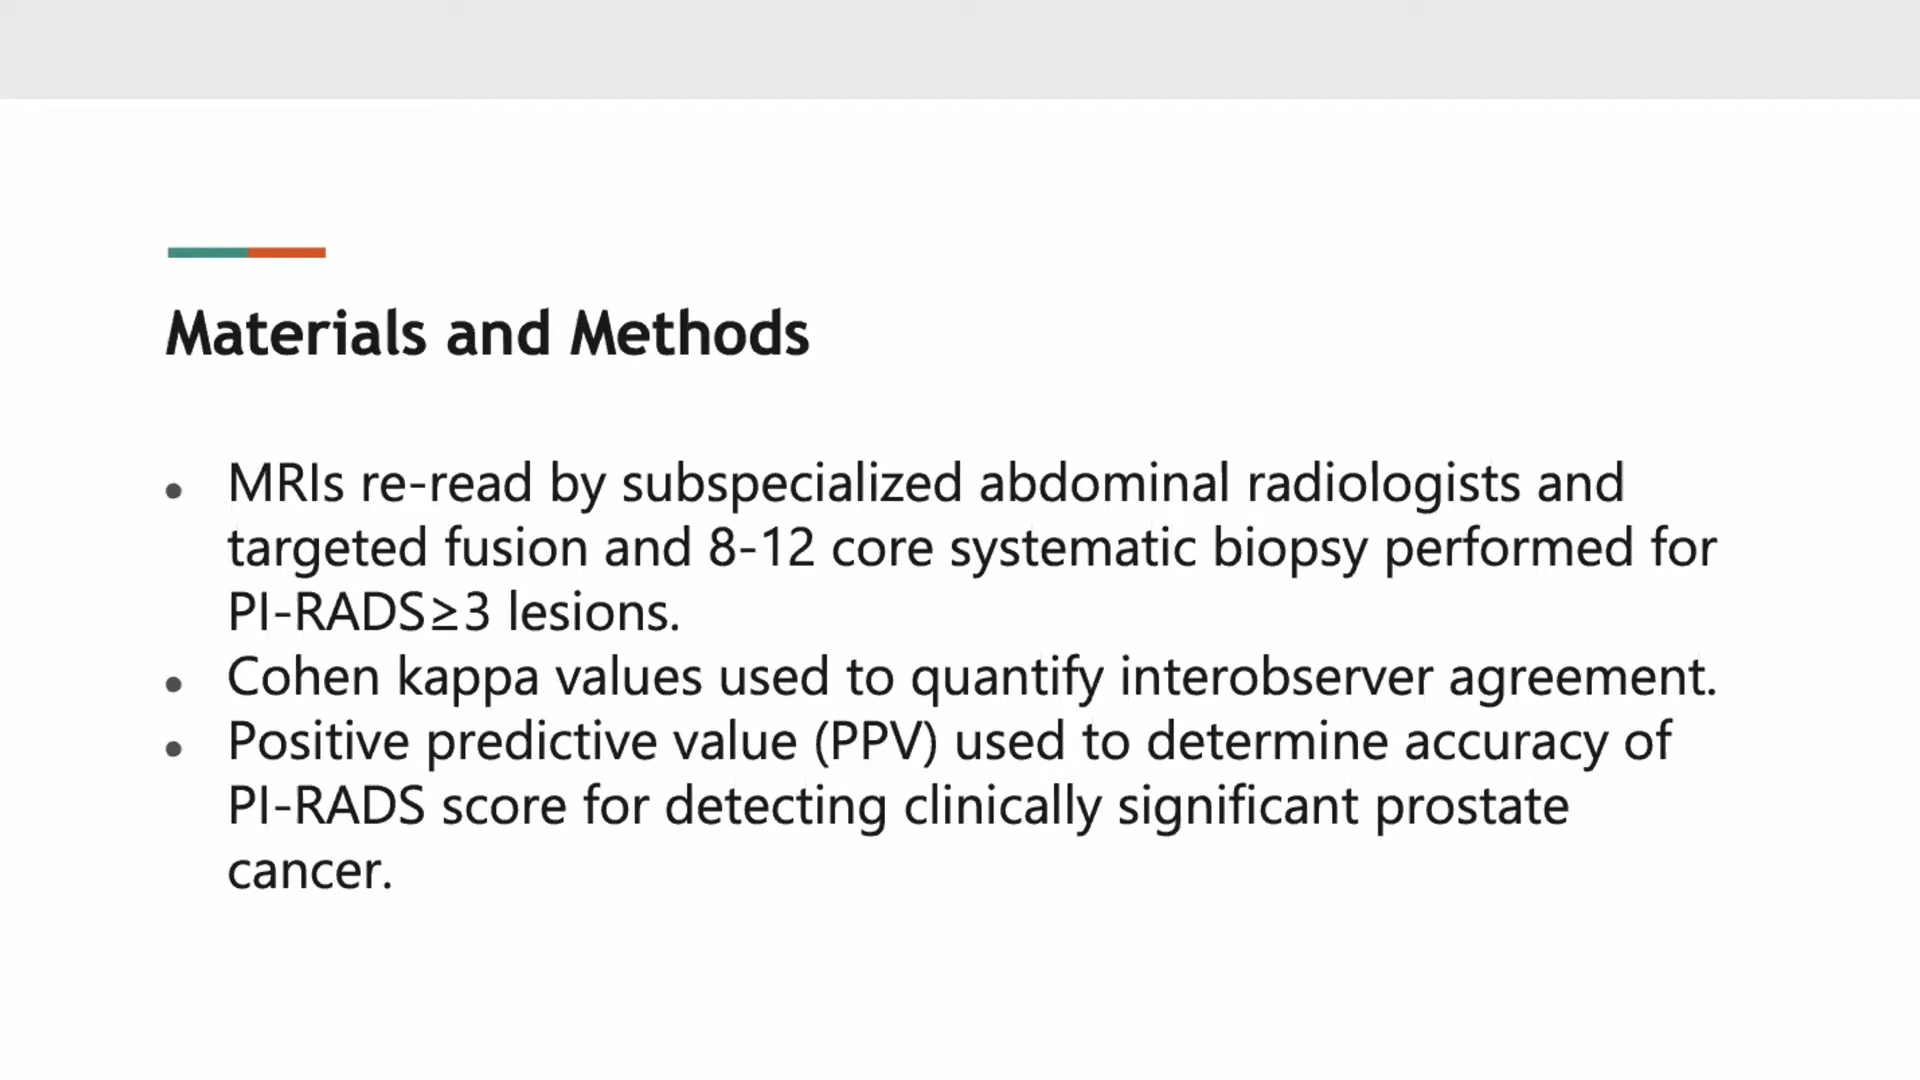 Materials and Methods
• MRIs re-read by subspecialized abdominal radiologists and
targeted fusion and 8-12 core systematic biopsy performed for
PI-RADS≥3 lesions.
• Cohen kappa values used to quantify interobserver agreement.
• Positive predictive value (PPV) used to determine accuracy of
PI-RADS score for detecting clinically significant prostate
cancer.